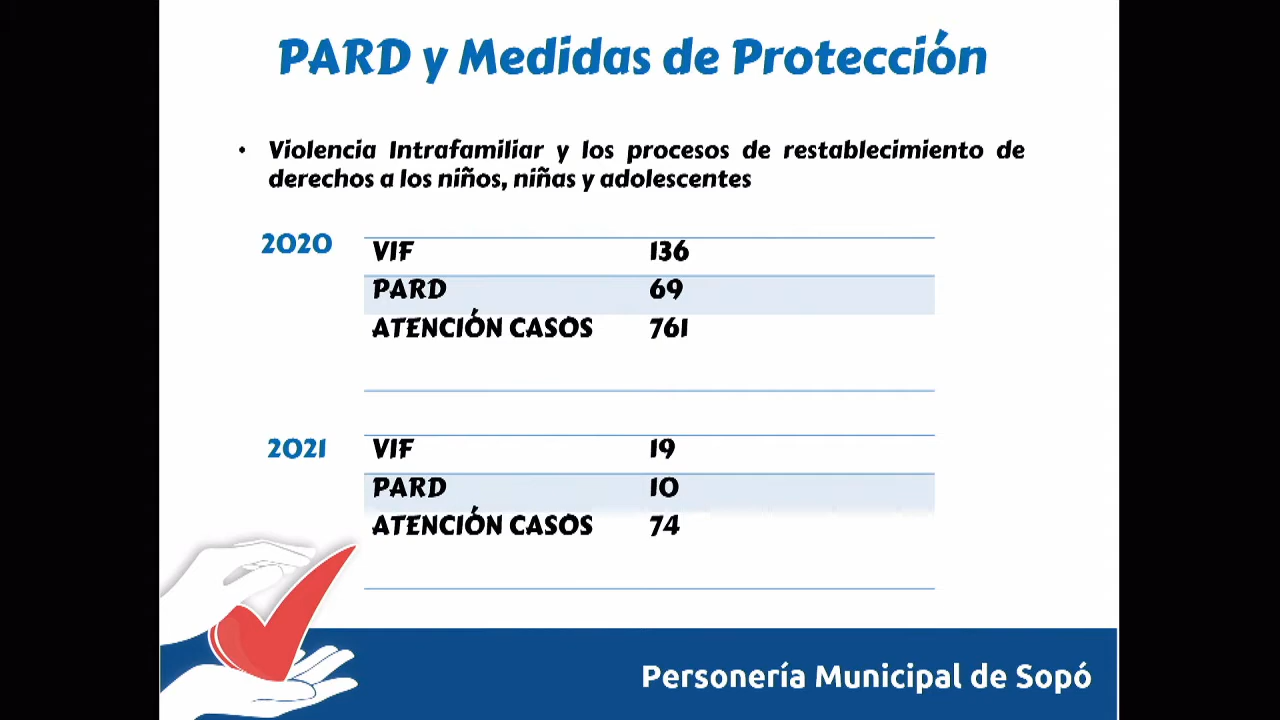 PARD y Medidas de Protección
• Violencia Intrafamiliar y los procesos de restablecimiento de
derechos a los niños, niñas y adolescentes
2020
VIF 136
PARD 69
ATENCIÓN CASOS 761
2021
VIF 19
PARD 10
ATENCIÓN CASOS 74
Personería Municipal de Sopó